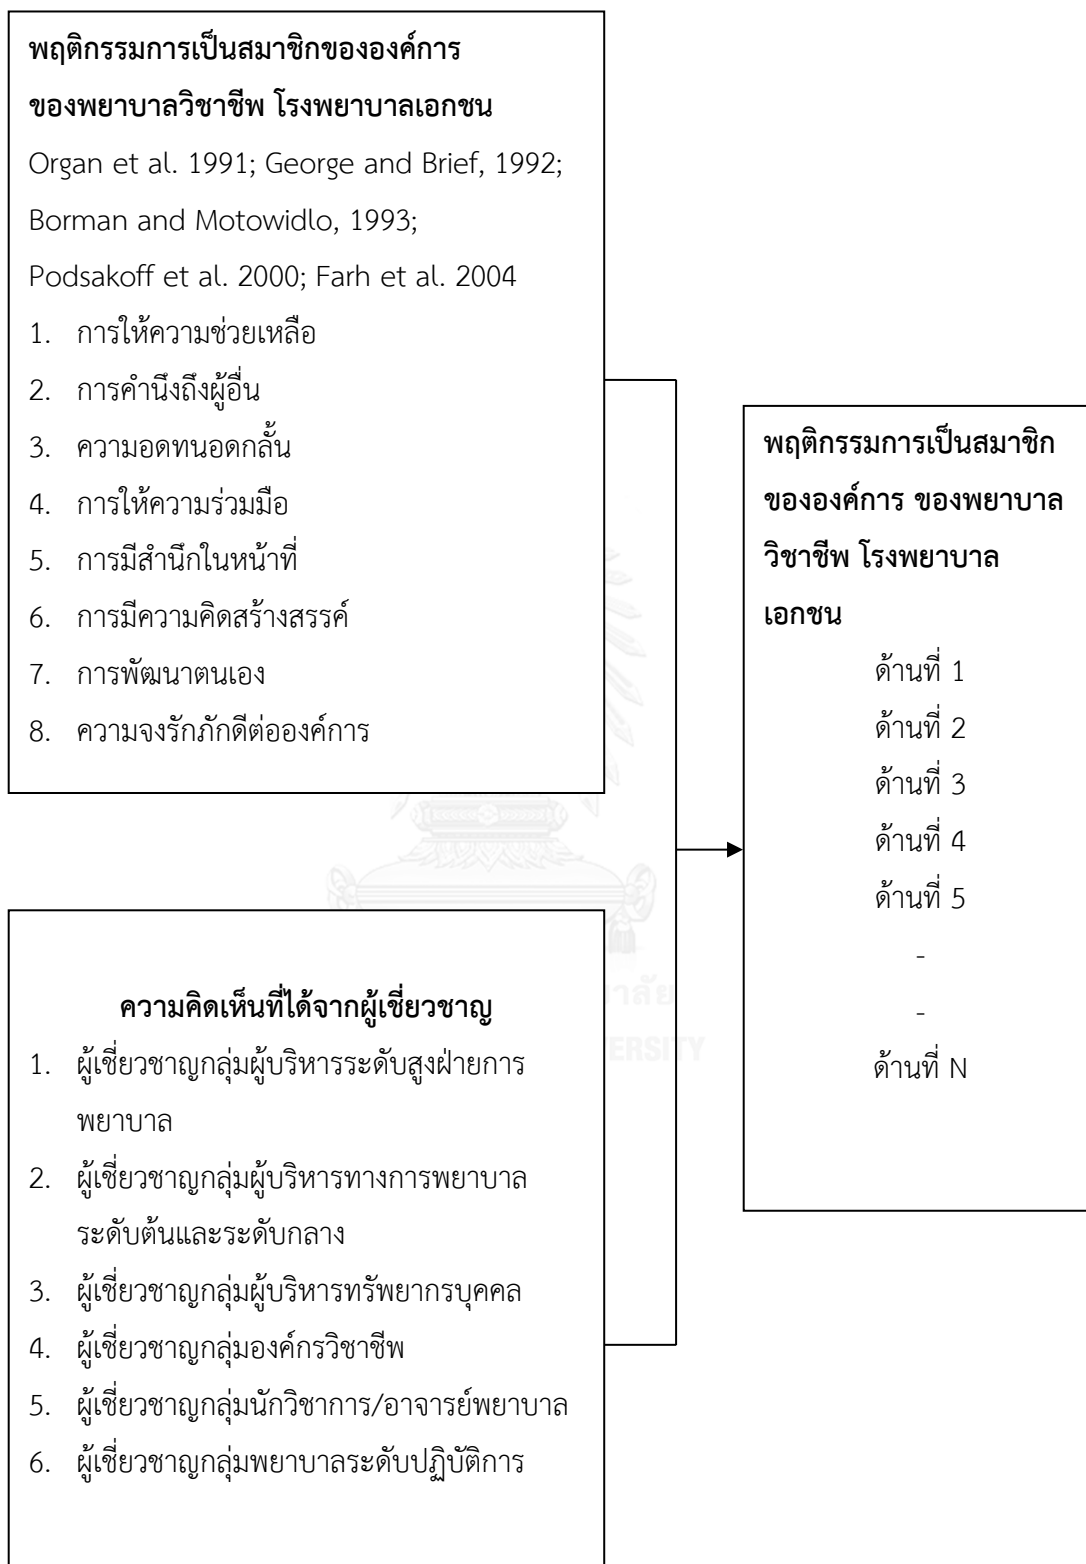 พฤติกรรมการเป็นสมาชิกขององค์การ
ของพยาบาลวิชาชีพ โรงพยาบาลเอกชน
Organ et al. 1991; George and Brief, 1992;
Borman and Motowidlo, 1993;
Podsakoff et al. 2000; Farh et al. 2004
1. การให้ความช่วยเหลือ
2. การคำนึงถึงผู้อื่น
3. ความอดทนอดกลั้น
4. การให้ความร่วมมือ
5. การมีสำนึกในหน้าที่
6. การมีความคิดสร้างสรรค์
7. การพัฒนาตนเอง
8. ความจงรักภักดีต่อองค์การ
ความคิดเห็นที่ได้จากผู้เชี่ยวชาญ
1. ผู้เชี่ยวชาญกลุ่มผู้บริหารระดับสูงฝ่ายการ
พยาบาล
2. ผู้เชี่ยวชาญกลุ่มผู้บริหารทางการพยาบาล
ระดับต้นและระดับกลาง
3. ผู้เชี่ยวชาญกลุ่มผู้บริหารทรัพยากรบุคคล
4. ผู้เชี่ยวชาญกลุ่มองค์กรวิชาชีพ
5. ผู้เชี่ยวชาญกลุ่มนักวิชาการ/อาจารย์พยาบาล
6. ผู้เชี่ยวชาญกลุ่มพยาบาลระดับปฏิบัติการ
พฤติกรรมการเป็นสมาชิก
ขององค์การ ของพยาบาล
วิชาชีพ โรงพยาบาล
เอกชน
ด้านที่ 1
ด้านที่ 2
ด้านที่ 3
ด้านที่ 4
ด้านที่ 5
-
-
ด้านที่ N